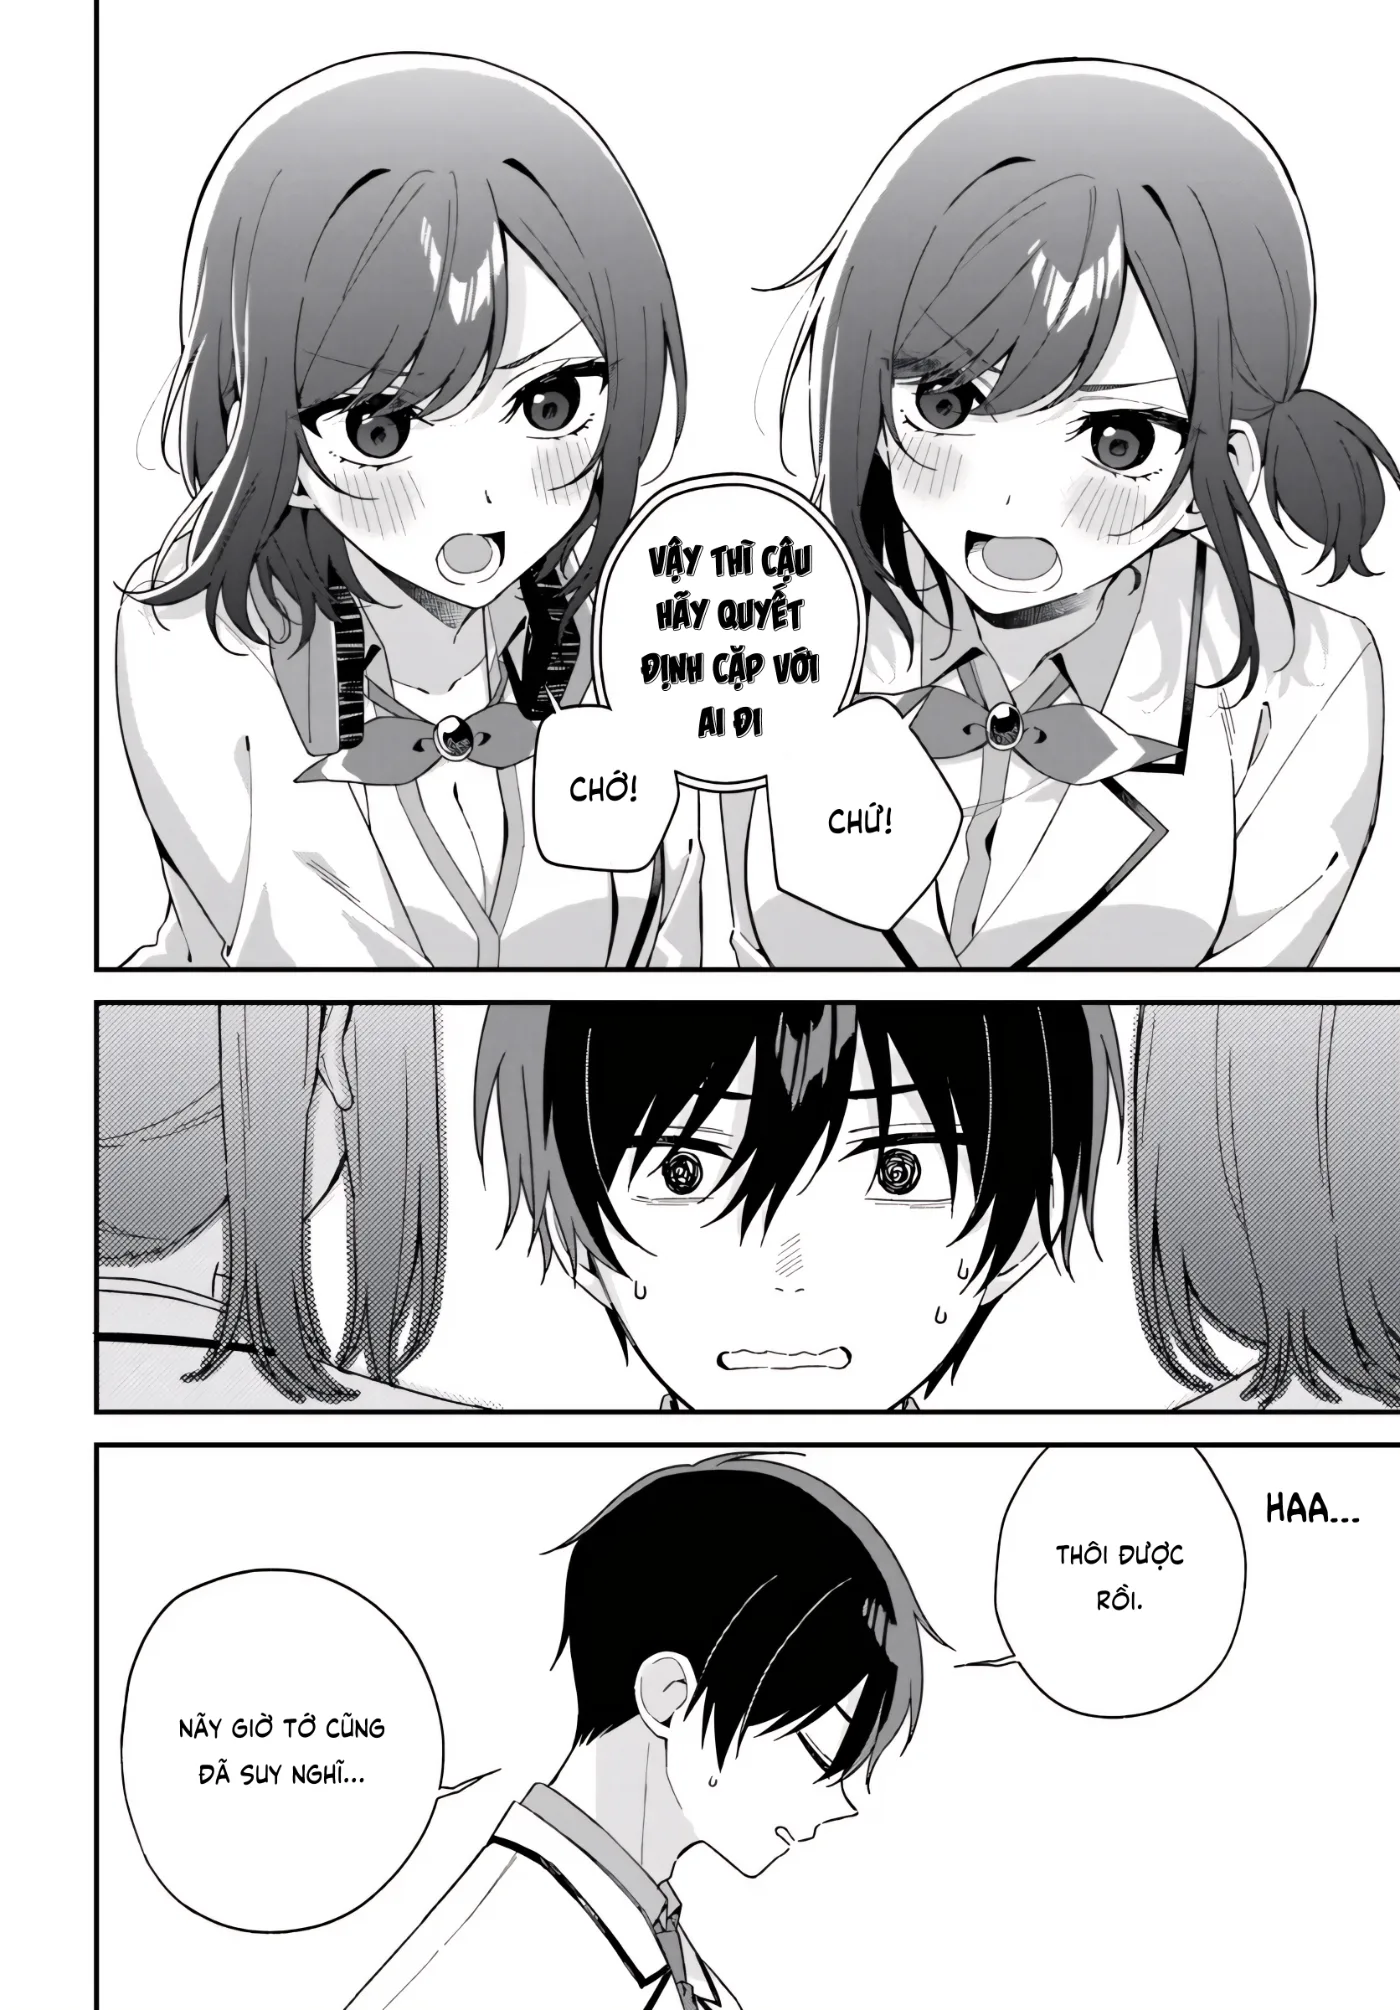 VẬY THÌ CẬU
HÃY QUYẾT
ĐỊNH CẶP VỚI
AI ĐI
CHỨ!
CHỚ!
HAA...
THÔI ĐƯỢC
RỒI.
NÃY GIỜ TỚ CŨNG
ĐÃ SUY NGHĨ...